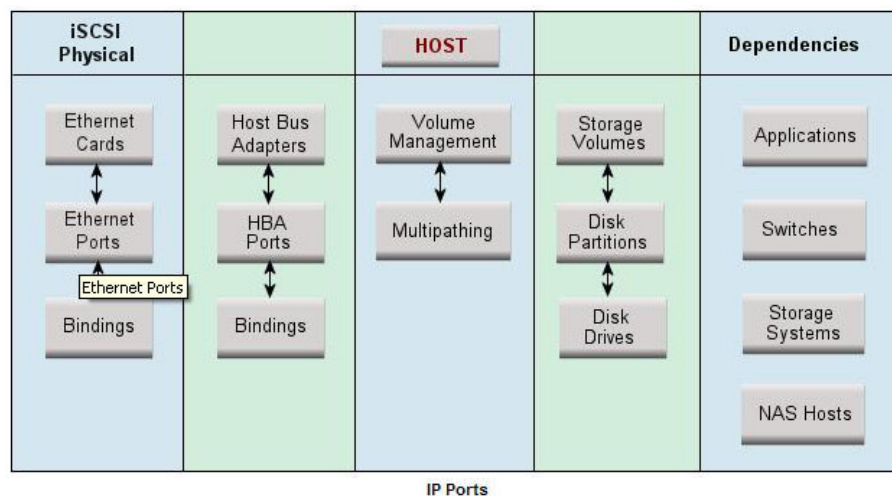 iSCSI
Physical
HOST
Dependencies
Ethernet
Cards
Ethernet
Ports
Ethernet Ports
Bindings
Host Bus
Adapters
HBA
Ports
Bindings
Volume
Management
Multipathing
Storage
Volumes
Disk
Partitions
Disk
Drives
Applications
Switches
Storage
Systems
NAS Hosts
IP Ports